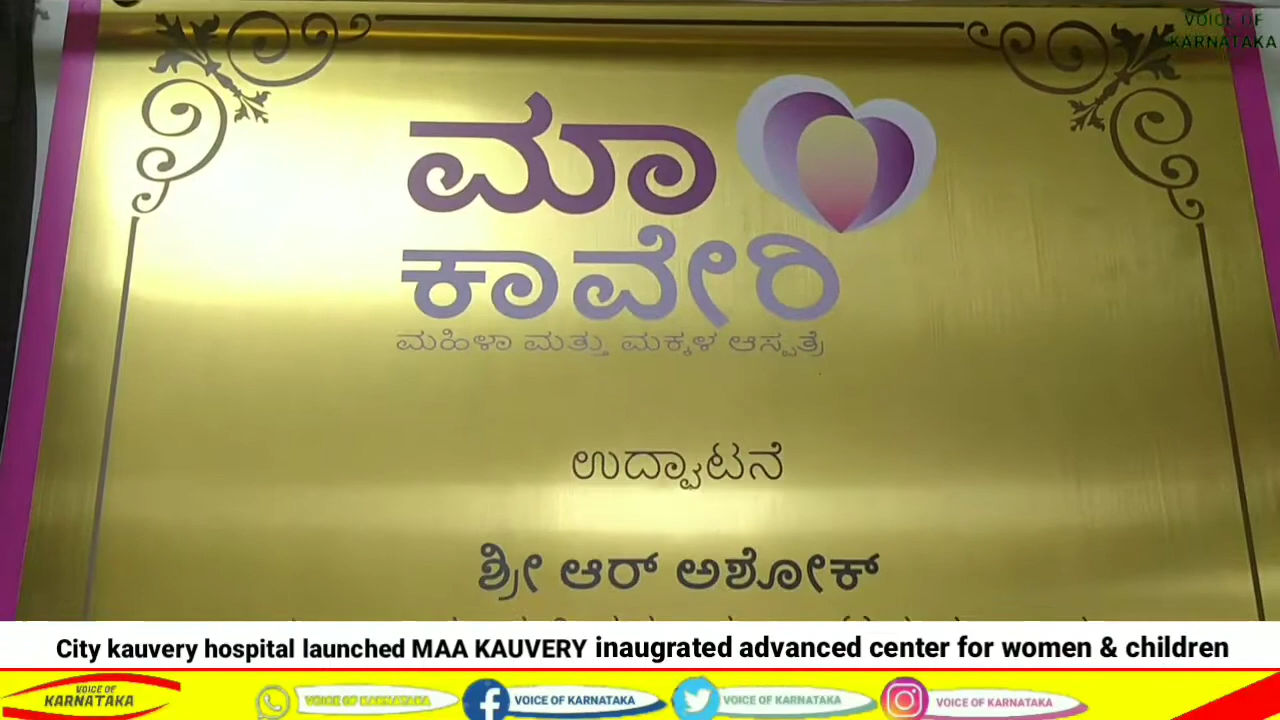 VOICE OF
KARNATAKA
ಮಾ
ಕಾವೇರಿ
ಮಹಿಳಾ ಮತ್ತು ಮಕ್ಕಳ ಆಸ್ಪತ್ರೆ
ಉದ್ಘಾಟನೆ
ಶ್ರೀ ಆರ್ ಅಶೋಕ್
City kauvery hospital launched MAA KAUVERY inaugrated advanced center for women & children
VOICE OF
KARNATAKA
VOICE OF KARNATAKA
VOICE OF KARNATAKA
VOICE OF KARNATAKA
VOICE OF KARNATAKA